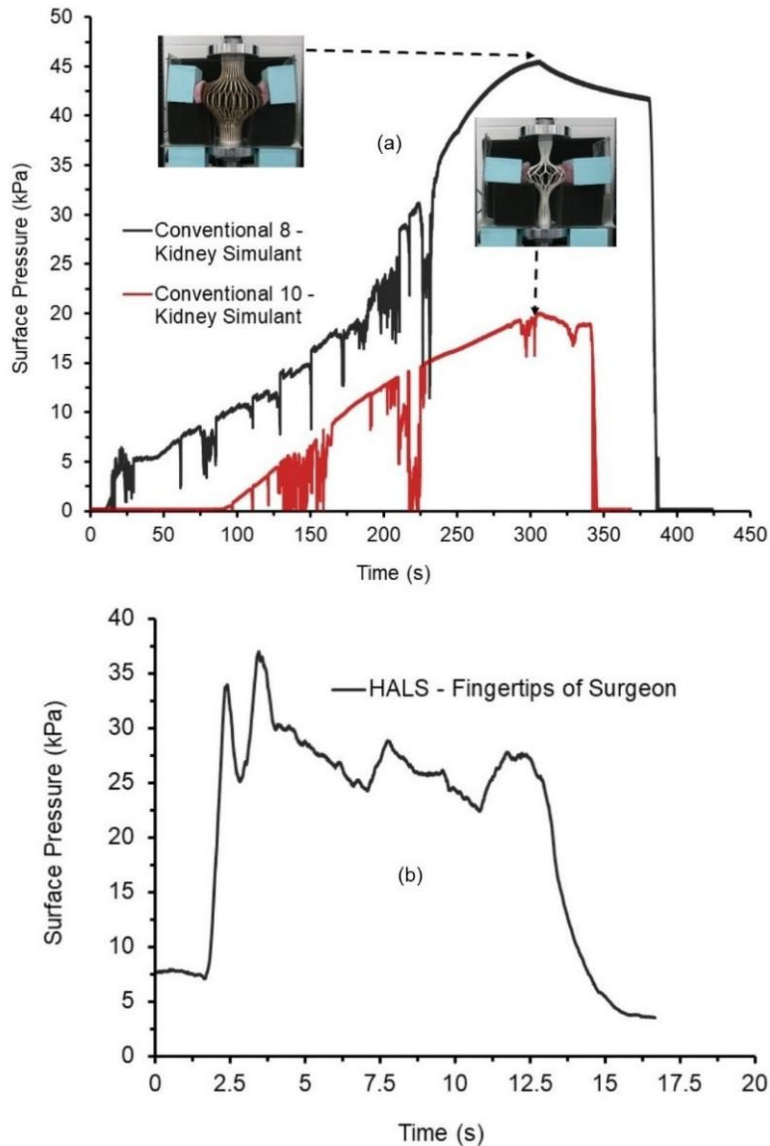 50
45
40
35
30
25
20
15
10
5
0
Surface Pressure (kPa)
(a)
Conventional 8 -
Kidney Simulant
Conventional 10 -
Kidney Simulant
0 50 100 150 200 250 300 350 400 450
Time (s)
40
35
30
25
20
15
10
5
0
Surface Pressure (kPa)
HALS - Fingertips of Surgeon
(b)
0 2.5 5 7.5 10 12.5 15 17.5 20
Time (s)